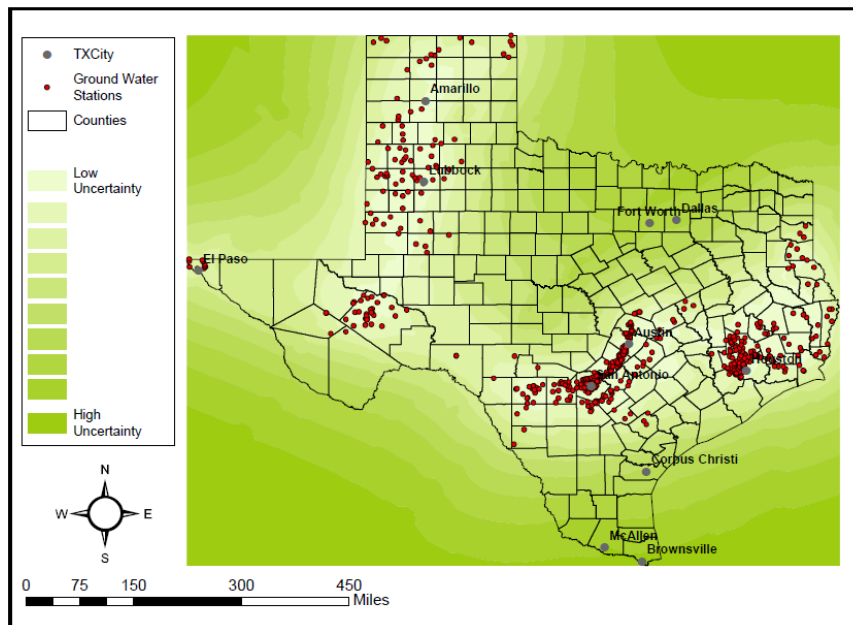 TXCity
Ground Water
Stations
Counties
Low
Uncertainty
High
Uncertainty
N
W
E
S
0 75 150 300 450
Miles
Amarillo
Lubbock
Fort Worth
Dallas
El Paso
Austin
Houston
San Antonio
Corpus Christi
McAllen
Brownsville